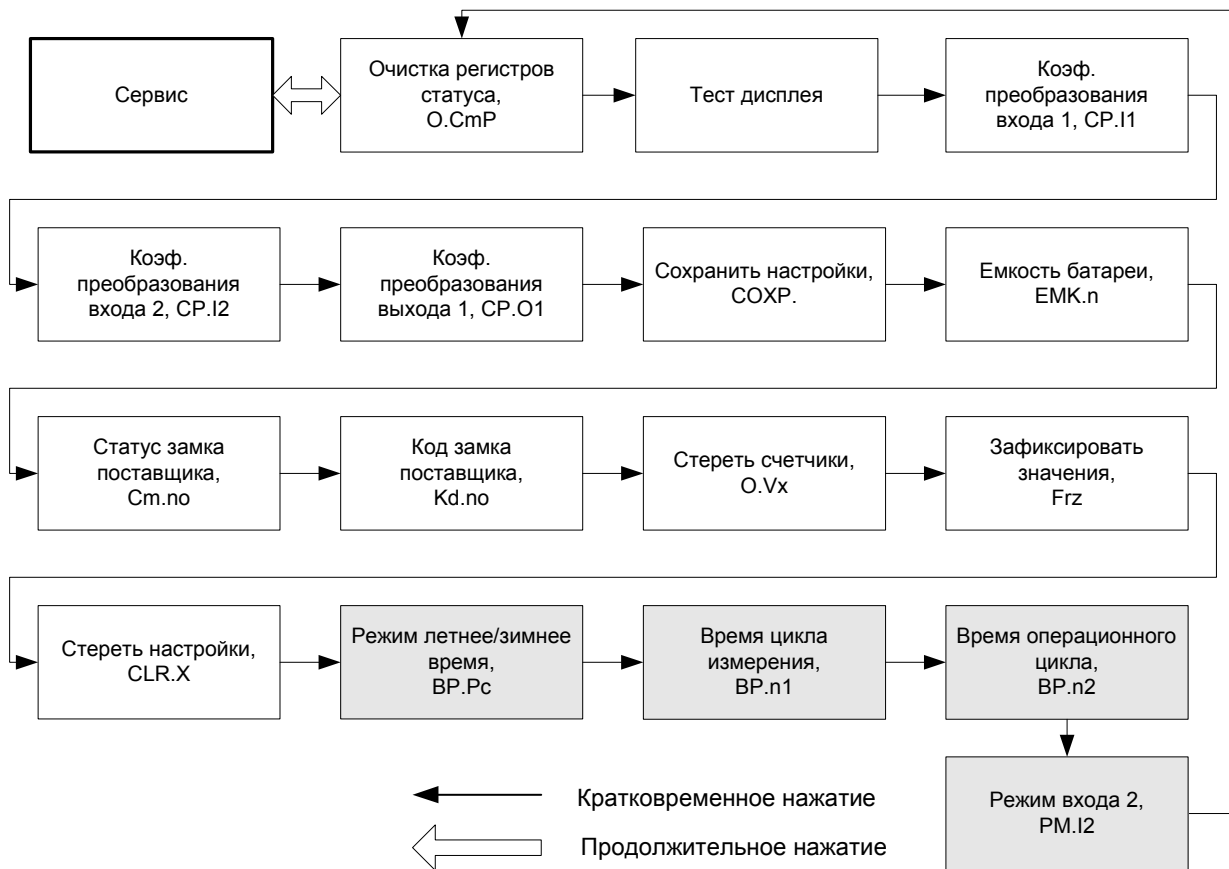 Сервис
Очистка регистров
статуса,
O.CmP
Тест дисплея
Коэф.
преобразования
входа 1, CP.I1
Коэф.
преобразования
входа 2, CP.I2
Коэф.
преобразования
выхода 1, CP.O1
Сохранить настройки,
COXP.
Емкость батареи,
EMK.n
Статус замка
поставщика,
Cm.no
Код замка
поставщика,
Kd.no
Стереть счетчики,
O.Vx
Зафиксировать
значения,
Frz
Стереть настройки,
CLR.X
Режим летнее/зимнее
время,
BP.Pc
Время цикла
измерения,
BP.n1
Время операционного
цикла,
BP.n2
Режим входа 2,
PM.I2
Кратковременное нажатие
Продолжительное нажатие